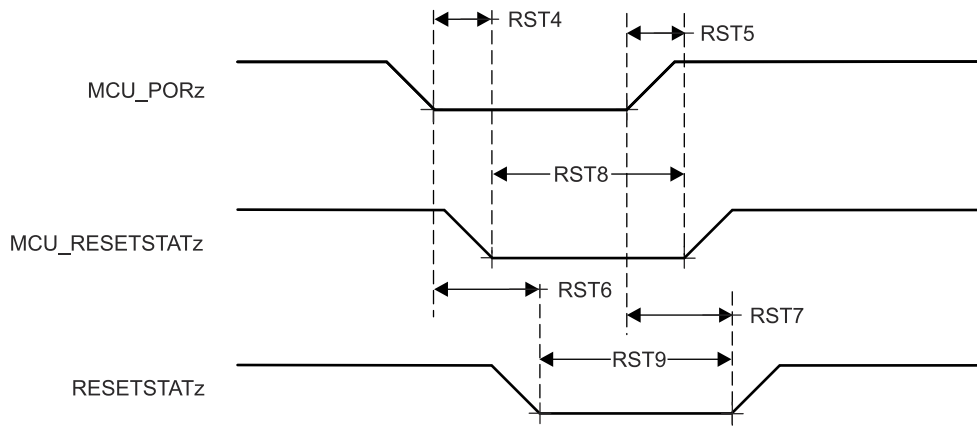 RST4
RST5
MCU_PORz
RST8
MCU_RESETSTATz
RST6
RST7
RST9
RESETSTATz